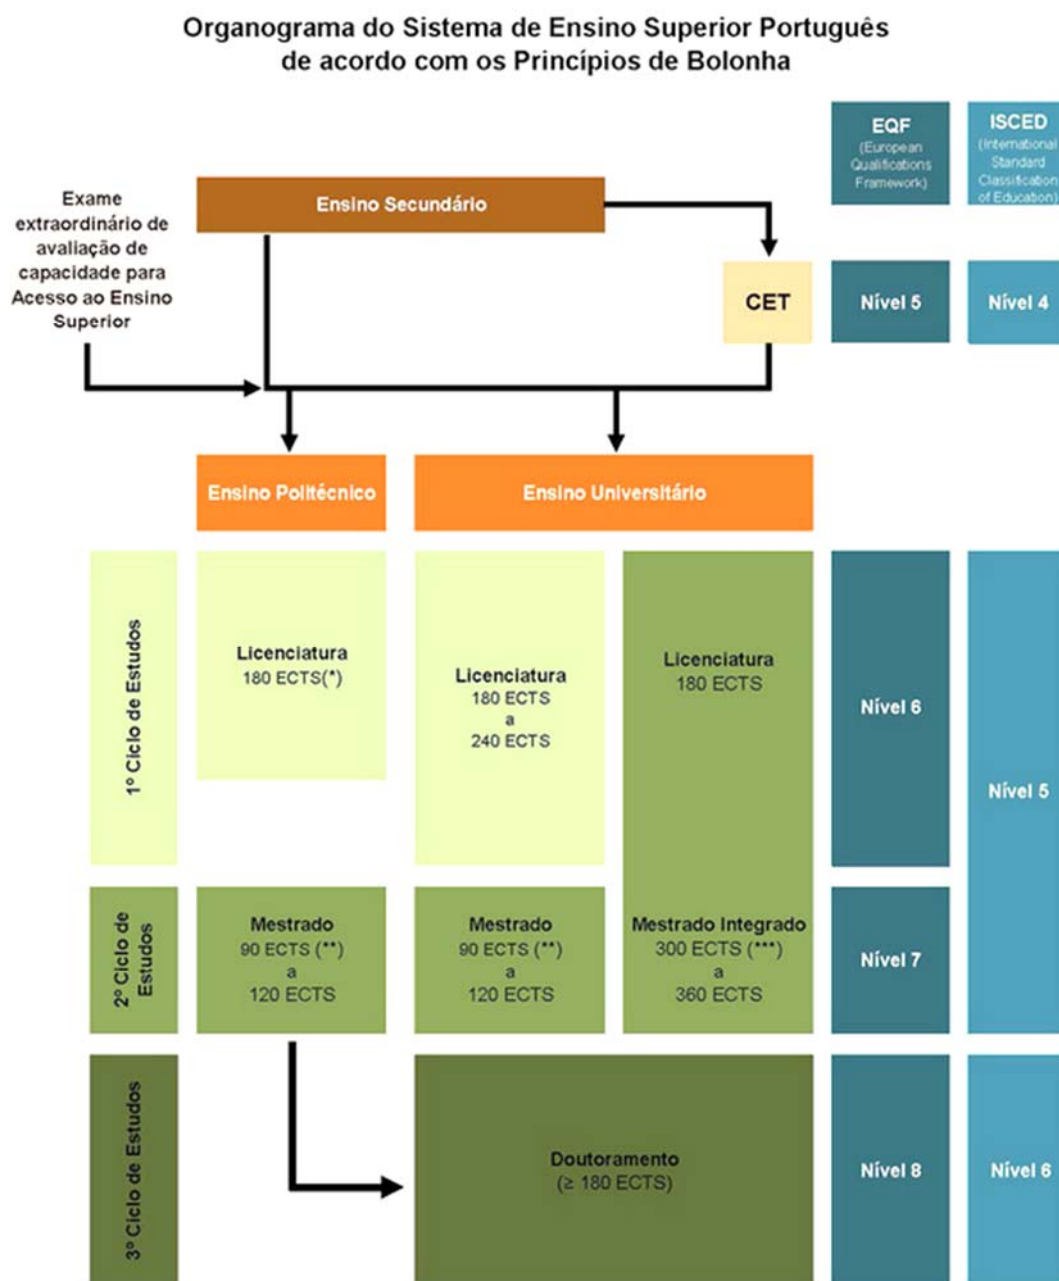 Organograma do Sistema de Ensino Superior Português
de acordo com os Princípios de Bolonha
EQF
(European
Qualifications
Framework)
ISCED
(International
Standard
Classification
of Education)
Exame
extraordinário de
avaliação de
capacidade para
Acesso ao Ensino
Superior
Ensino Secundário
CET
Nível 5
Nível 4
Ensino Politécnico
Ensino Universitário
1º Ciclo de Estudos
Licenciatura
180 ECTS(*)
Licenciatura
180 ECTS
a
240 ECTS
Licenciatura
180 ECTS
Nível 6
Nível 5
2º Ciclo de
Estudos
Mestrado
90 ECTS (**)
a
120 ECTS
Mestrado
90 ECTS (**)
a
120 ECTS
Mestrado Integrado
300 ECTS (***)
a
360 ECTS
Nível 7
3º Ciclo de Estudos
Doutoramento
(≥ 180 ECTS)
Nível 8
Nível 6